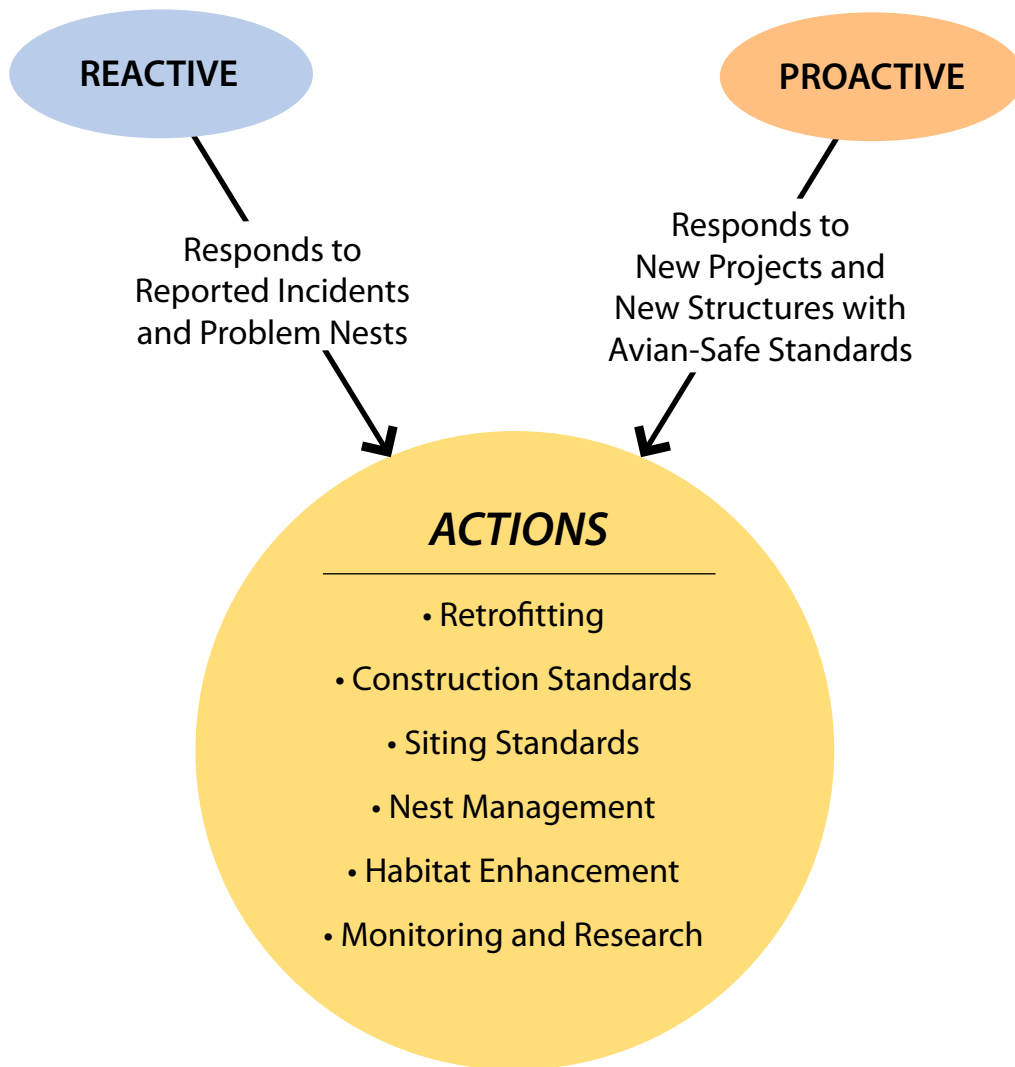 REACTIVE
PROACTIVE
Responds to
Reported Incidents
and Problem Nests
Responds to
New Projects and
New Structures with
Avian-Safe Standards
ACTIONS
• Retrofitting
• Construction Standards
• Siting Standards
• Nest Management
• Habitat Enhancement
• Monitoring and Research